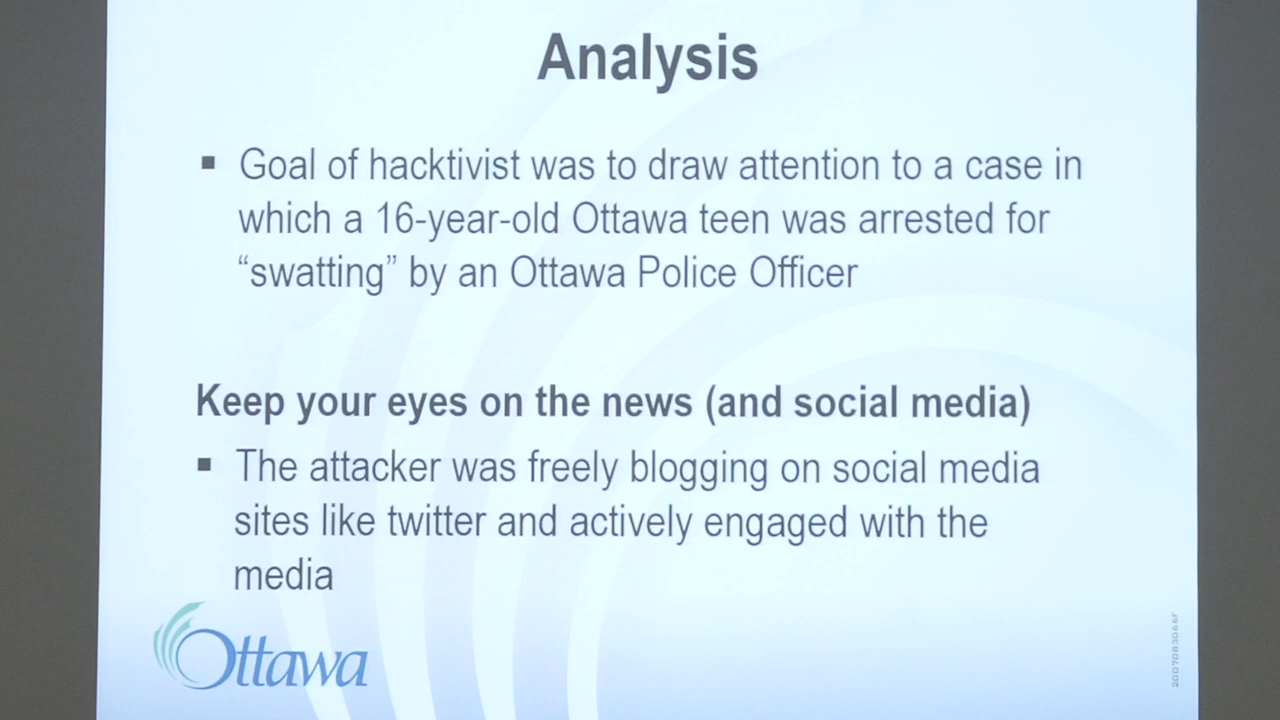 Analysis
▪ Goal of hacktivist was to draw attention to a case in
which a 16-year-old Ottawa teen was arrested for
“swatting” by an Ottawa Police Officer
Keep your eyes on the news (and social media)
▪ The attacker was freely blogging on social media
sites like twitter and actively engaged with the
media
Ottawa